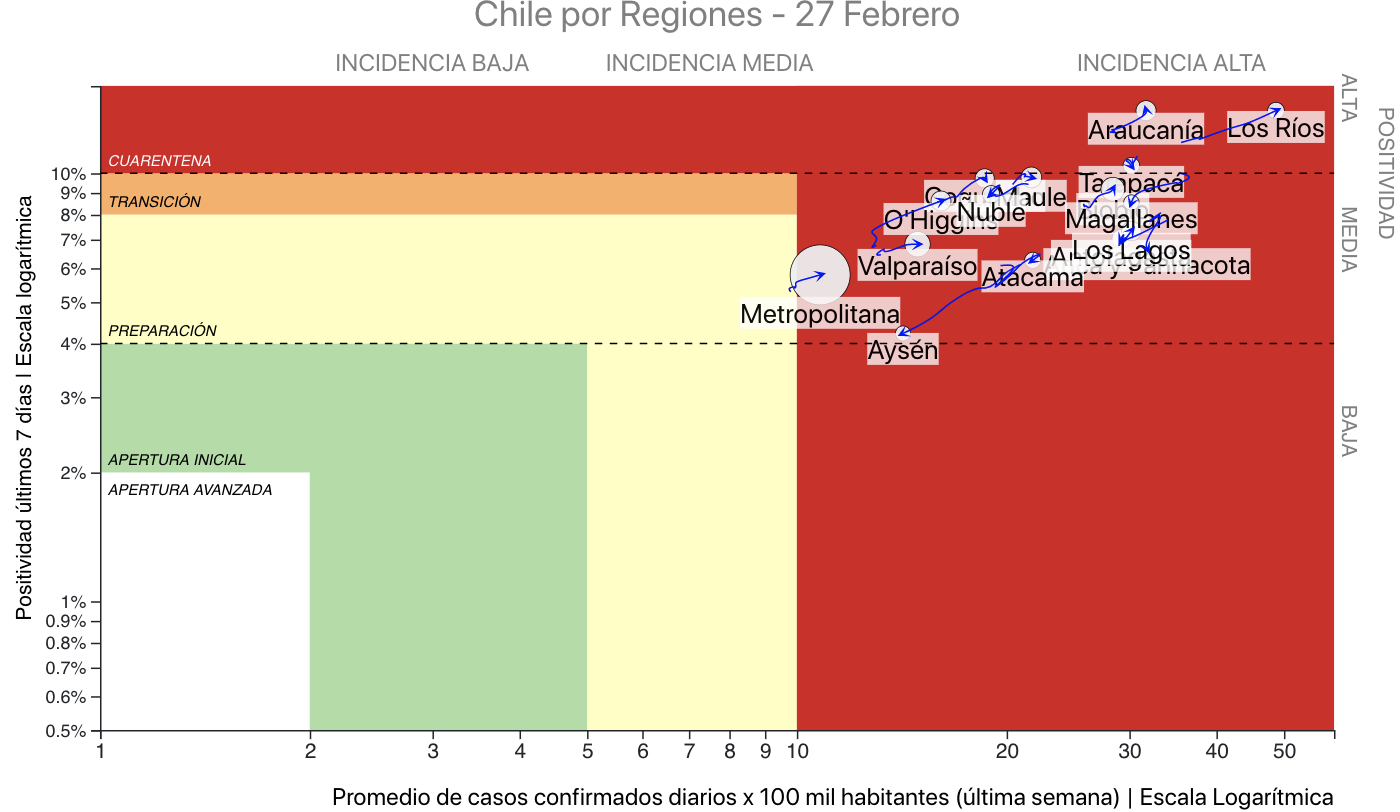 Chile por Regiones - 27 Febrero
INCIDENCIA BAJA
INCIDENCIA MEDIA
INCIDENCIA ALTA
ALTA
POSITIVIDAD
MEDIA
BAJA
Positividad últimos 7 días | Escala logarítmica
10%
9%
8%
7%
6%
5%
4%
3%
2%
1%
0.9%
0.8%
0.7%
0.6%
0.5%
CUARENTENA
TRANSICIÓN
PREPARACIÓN
APERTURA INICIAL
APERTURA AVANZADA
Araucanía
Los Ríos
Tarapacá
Maule
Ñuble
O'Higgins
Biobío
Magallanes
Los Lagos
Valparaíso
Atacama
Metropolitana
Aysén
1 2 3 4 5 6 7 8 9 10 20 30 40 50
Promedio de casos confirmados diarios x 100 mil habitantes (última semana) | Escala Logarítmica